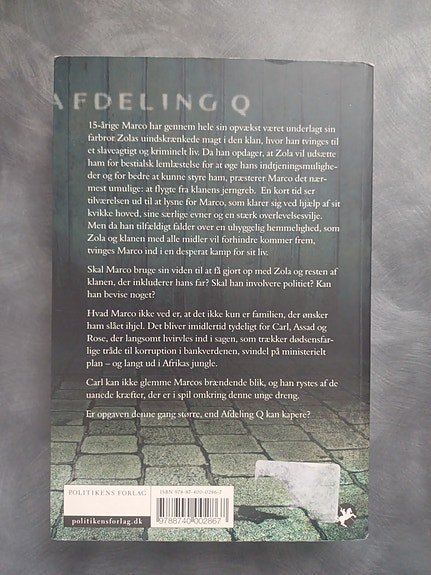 AFDELING Q
15-årige Marco har gennem hele sin opvækst været underlagt sin
farbror Zolas uindskrænkede magt i den klan, hvor han tvinges til
et slaveagtigt og kriminelt liv. Da han opdager, at Zola vil udsætte
ham for bestialsk lemlæstelse for at øge hans indtjeningsmulighe-
der og for bedre at kunne styre ham, præsterer Marco det nær-
mest umulige: at flygte fra klanens jerngreb. En kort tid ser
tilværelsen ud til at lysne for Marco, som klarer sig ved hjælp af sit
kvikke hoved, sine særlige evner og en stærk overlevelsesvilje.
Men da han tilfældigt falder over en uhyggelig hemmelighed, som
Zola og klanen med alle midler vil forhindre kommer frem,
tvinges Marco ind i en desperat kamp for sit liv.
Skal Marco bruge sin viden til at få gjort op med Zola og resten af
klanen, der inkluderer hans far? Skal han involvere politiet? Kan
han bevise noget?
Hvad Marco ikke ved er, at det ikke kun er familien, der ønsker
ham slået ihjel. Det bliver imidlertid tydeligt for Carl, Assad og
Rose, der langsomt hvirvles ind i sagen, som trækker dødsensfar-
lige tråde til korruption i bankverdenen, svindel på ministerielt
plan – og langt ud i Afrikas jungle.
Carl kan ikke glemme Marcos brændende blik, og han rystes af de
uanede kræfter, der er i spil omkring denne unge dreng.
Er opgaven denne gang større, end Afdeling Q kan kapere?
POLITIKENS FORLAG
politikensforlag.dk
ISBN 978-87-400-0286-7
9788740002867